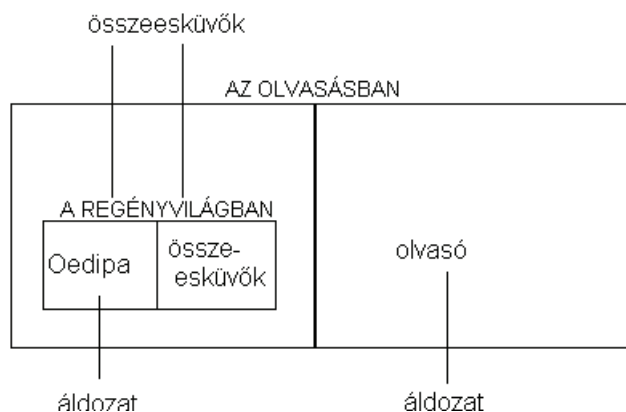 összeesküvők
AZ OLVASÁSBAN
A REGÉNYVILÁGBAN
Oedipa
össze-
esküvők
olvasó
áldozat
áldozat